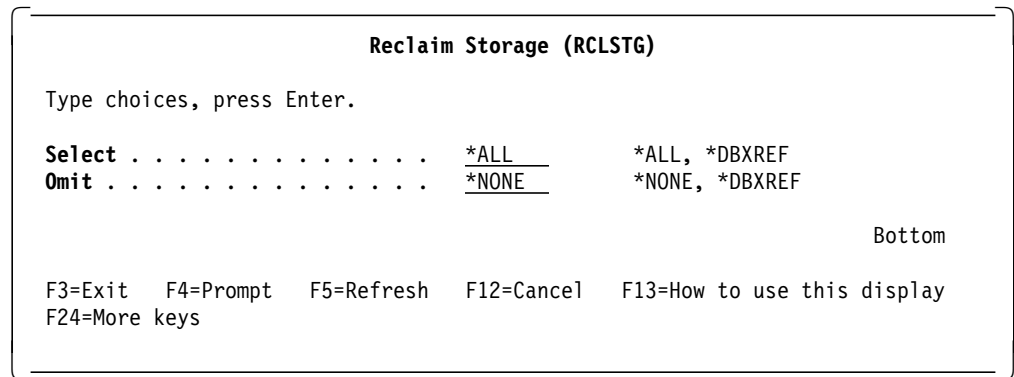 Reclaim Storage (RCLSTG)
Type choices, press Enter.
Select . . . . . . . . . . . . . *ALL *ALL, *DBXREF
Omit . . . . . . . . . . . . . . *NONE *NONE, *DBXREF
Bottom
F3=Exit F4=Prompt F5=Refresh F12=Cancel F13=How to use this display
F24=More keys